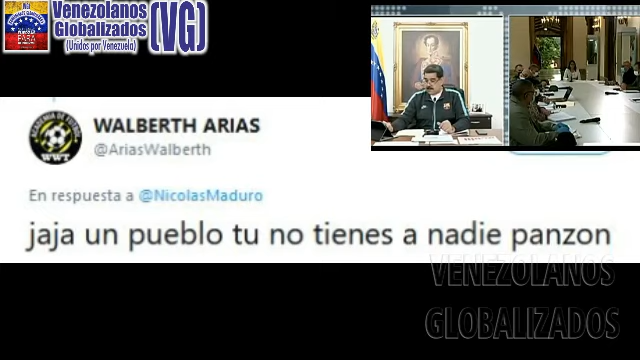 Venezolanos
Globalizados
(Unidos por Venezuela)
(VG)
WALBERTH ARIAS
@AriasWalberth
En respuesta a @NicolasMaduro
jaja un pueblo tu no tienes a nadie panzon
VENEZOLANOS
GLOBALIZADOS